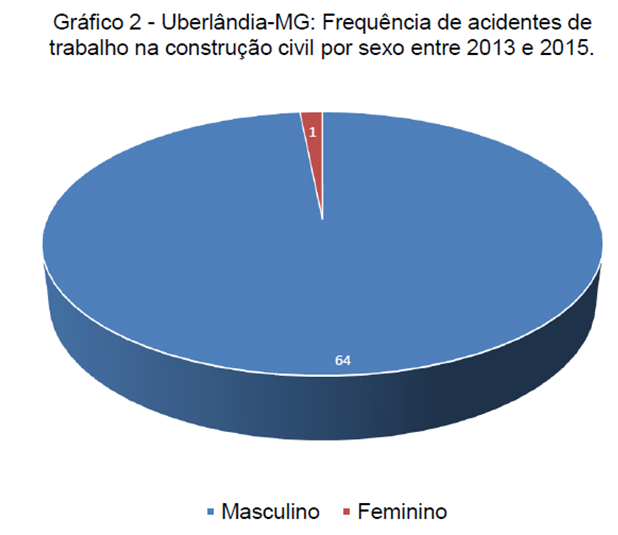 Gráfico 2 - Uberlândia-MG: Frequência de acidentes de
trabalho na construção civil por sexo entre 2013 e 2015.
1
64
Masculino Feminino